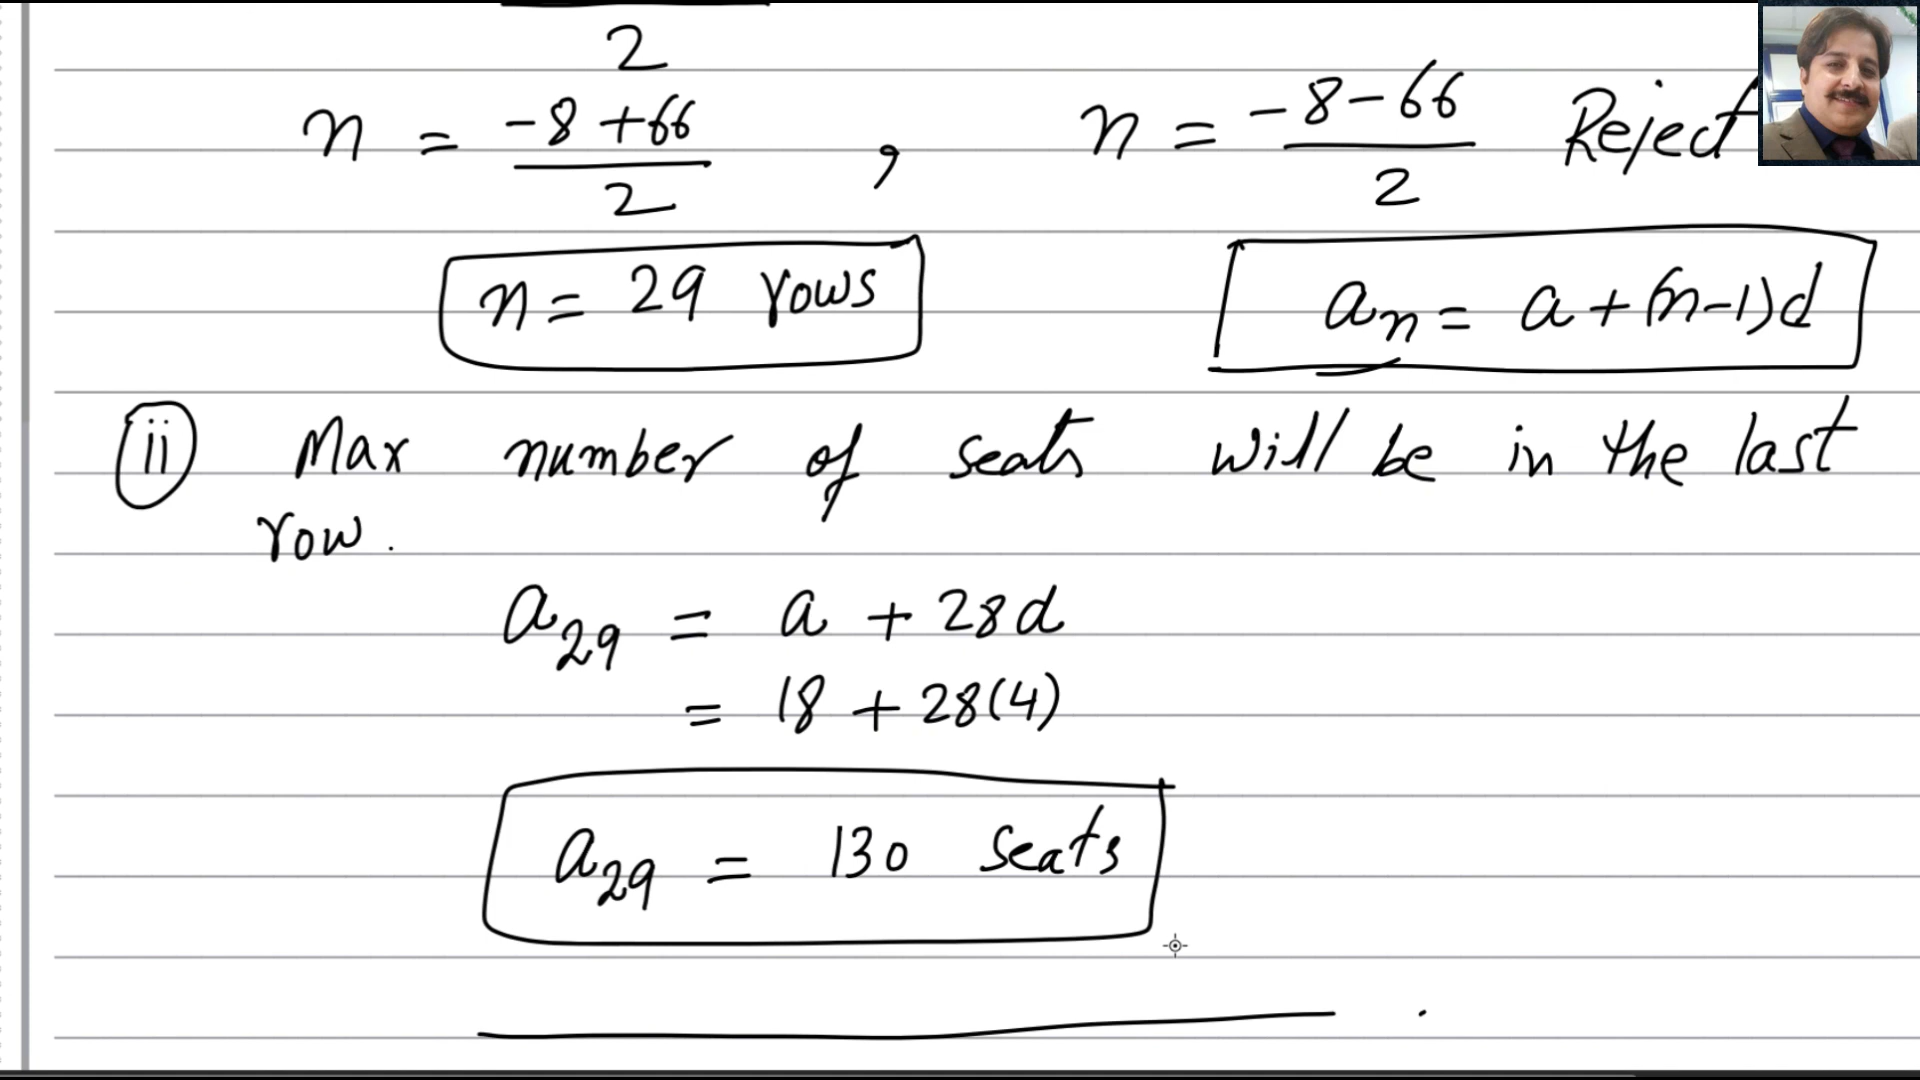 2
n = -8 +66 / 2 , n = -8-66 / 2 Reject
n = 29 rows
an = a + (n-1)d
ii Max number of seats will be in the last
row.
a29 = a + 28d
= 18 + 28(4)
a29 = 130 seats